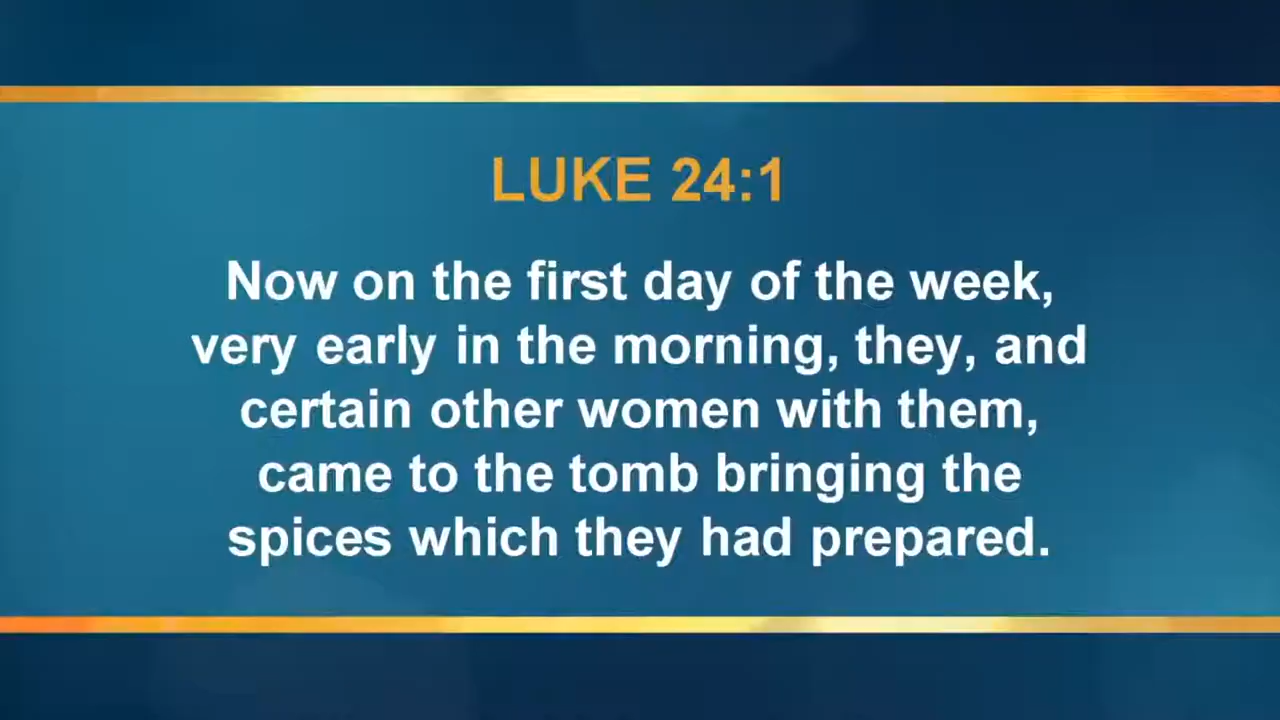 LUKE 24:1
Now on the first day of the week,
very early in the morning, they, and
certain other women with them,
came to the tomb bringing the
spices which they had prepared.